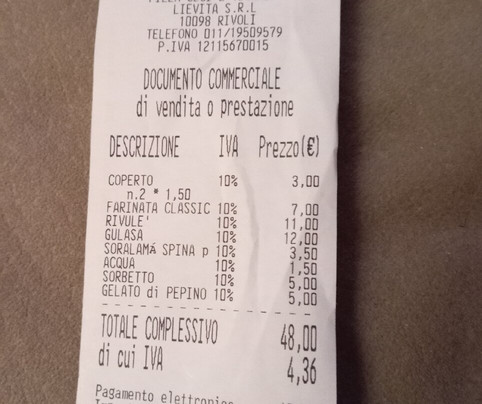 LIEVITA S.R.L
10098 RIVOLI
TELEFONO 011/19509579
P.IVA 12115670015
DOCUMENTO COMMERCIALE
di vendita o prestazione
DESCRIZIONE IVA Prezzo(€)
COPERTO 10% 3,00
n.2 * 1,50
FARINATA CLASSIC 10% 7,00
RIVULE' 10% 11,00
GULASA 10% 12,00
SORALAMÁ SPINA p 10% 3,50
ACQUA 10% 1,50
SORBETTO 10% 5,00
GELATO di PEPINO 10% 5,00
TOTALE COMPLESSIVO 48,00
di cui IVA 4,36
Pagamento elettronico